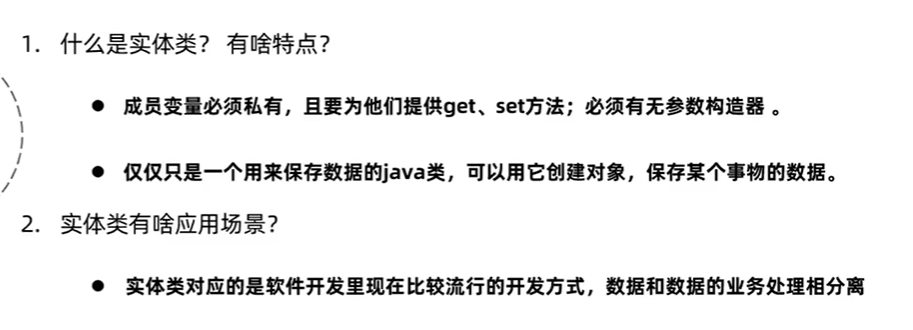 1. 什么是实体类？ 有啥特点？
● 成员变量必须私有，且要为他们提供get、set方法；必须有无参数构造器 。
● 仅仅只是一个用来保存数据的java类，可以用它创建对象，保存某个事物的数据。
2. 实体类有啥应用场景？
● 实体类对应的是软件开发里现在比较流行的开发方式，数据和数据的业务处理相分离